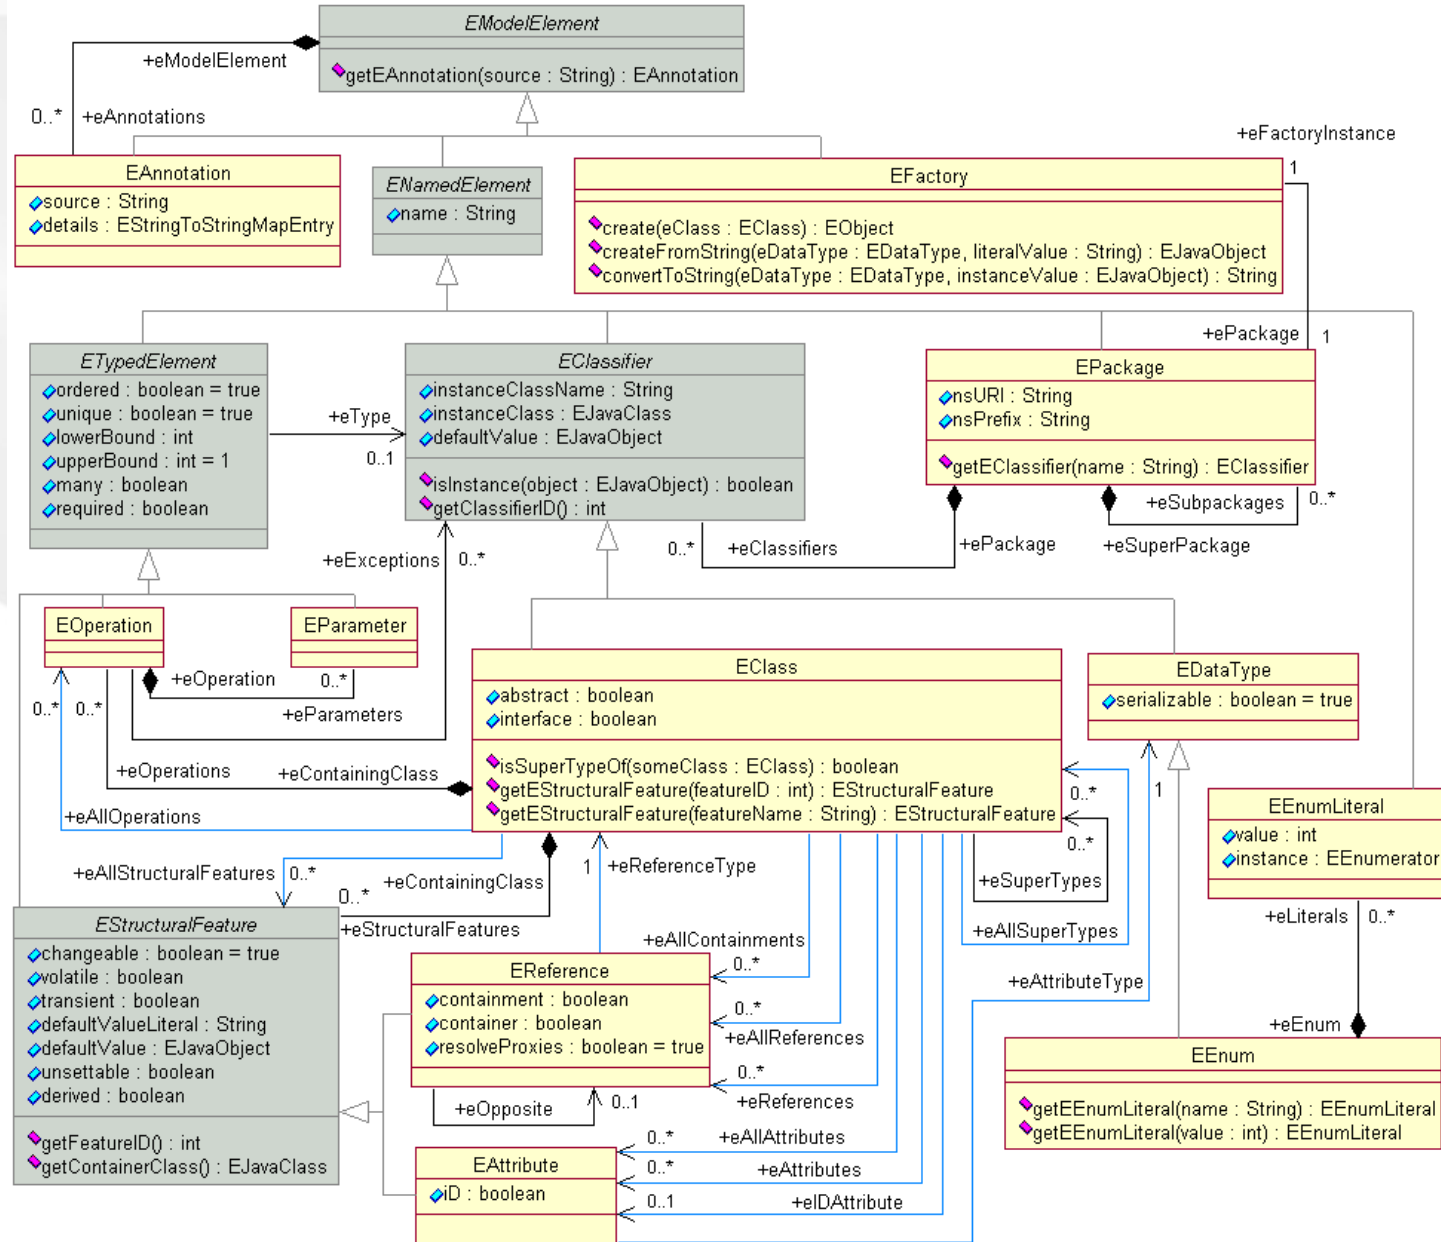 EModelElement
getEAnnotation(source : String) : EAnnotation
+eModelElement
0..*
+eAnnotations
+eFactoryInstance
1
EAnnotation
source : String
details : EStringToStringMapEntry
ENamedElement
name : String
EFactory
create(eClass : EClass) : EObject
createFromString(eDataType : EDataType, literalValue : String) : EJavaObject
convertToString(eDataType : EDataType, instanceValue : EJavaObject) : String
+ePackage
1
ETypedElement
ordered : boolean = true
unique : boolean = true
lowerBound : int
upperBound : int = 1
many : boolean
required : boolean
+eType
0..1
EClassifier
instanceClassName : String
instanceClass : EJavaClass
defaultValue : EJavaObject
isInstance(object : EJavaObject) : boolean
getClassifierID() : int
EPackage
nsURI : String
nsPrefix : String
getEClassifier(name : String) : EClassifier
+eSubpackages
0..*
+eSuperPackage
+ePackage
0..*
+eClassifiers
+eExceptions
0..*
EOperation
EParameter
+eOperation
0..*
+eParameters
0..*
0..*
+eOperations
+eContainingClass
+eAllOperations
EClass
abstract : boolean
interface : boolean
isSuperTypeOf(someClass : EClass) : boolean
getEStructuralFeature(featureID : int) : EStructuralFeature
getEStructuralFeature(featureName : String) : EStructuralFeature
EDataType
serializable : boolean = true
0..*
1
0..*
+eSuperTypes
+eAllSuperTypes
EEnumLiteral
value : int
instance : EEnumerator
+eLiterals
0..*
+eAllStructuralFeatures
0..*
+eContainingClass
0..*
+eStructuralFeatures
1
+eReferenceType
EStructuralFeature
changeable : boolean = true
volatile : boolean
transient : boolean
defaultValueLiteral : String
defaultValue : EJavaObject
unsettable : boolean
derived : boolean
getFeatureID() : int
getContainerClass() : EJavaClass
+eAllContainments
0..*
EReference
containment : boolean
container : boolean
resolveProxies : boolean = true
0..*
+eAllReferences
0..*
+eReferences
+eOpposite
0..1
+eAttributeType
+eEnum
EEnum
getEEnumLiteral(name : String) : EEnumLiteral
getEEnumLiteral(value : int) : EEnumLiteral
0..*
+eAllAttributes
0..*
+eAttributes
0..1
+eIDAttribute
EAttribute
iD : boolean